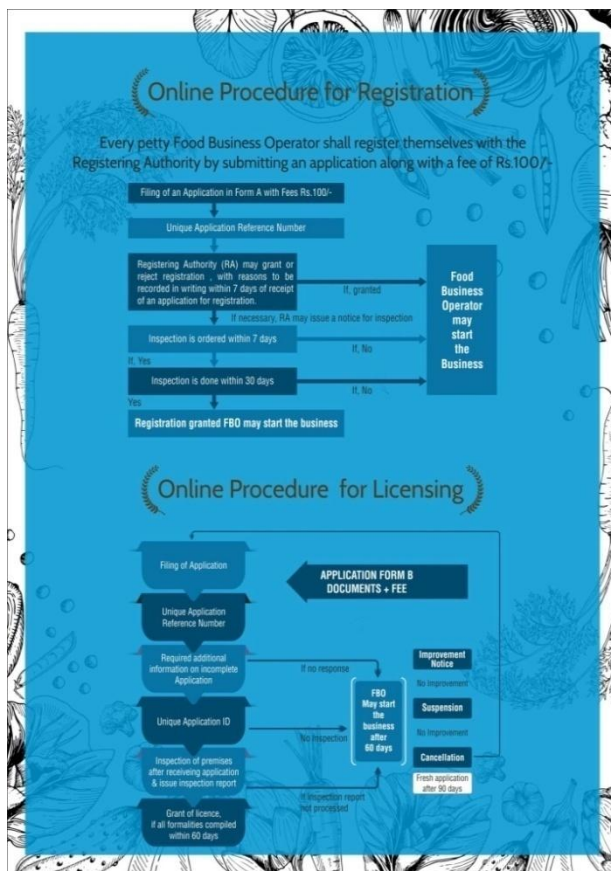 Online Procedure for Registration
Every petty Food Business Operator shall register themselves with the
Registering Authority by submitting an application along with a fee of Rs.100/-
Filing of an Application in Form A with Fees Rs.100/-
Unique Application Reference Number
Registering Authority (RA) may grant or
reject registration , with reasons to be
recorded in writing within 7 days of receipt
of an application for registration.
If, granted
Food
Business
Operator
may
start
the
Business
If necessary, RA may issue a notice for inspection
Inspection is ordered within 7 days
If, No
If, Yes
Inspection is done within 30 days
If, No
Yes
Registration granted FBO may start the business
Online Procedure for Licensing
Filing of Application
APPLICATION FORM B
DOCUMENTS + FEE
Unique Application
Reference Number
Required additional
information on incomplete
Application
If no response
Unique Application ID
No Inspection
Inspection of premises
after receiveing application
& issue inspection report
If inspection report
not processed
Grant of licence,
if all formalities compiled
within 60 days
FBO
May start
the
business
after
60 days
Improvement
Notice
No Improvement
Suspension
No Improvement
Cancellation
Fresh application
after 90 days